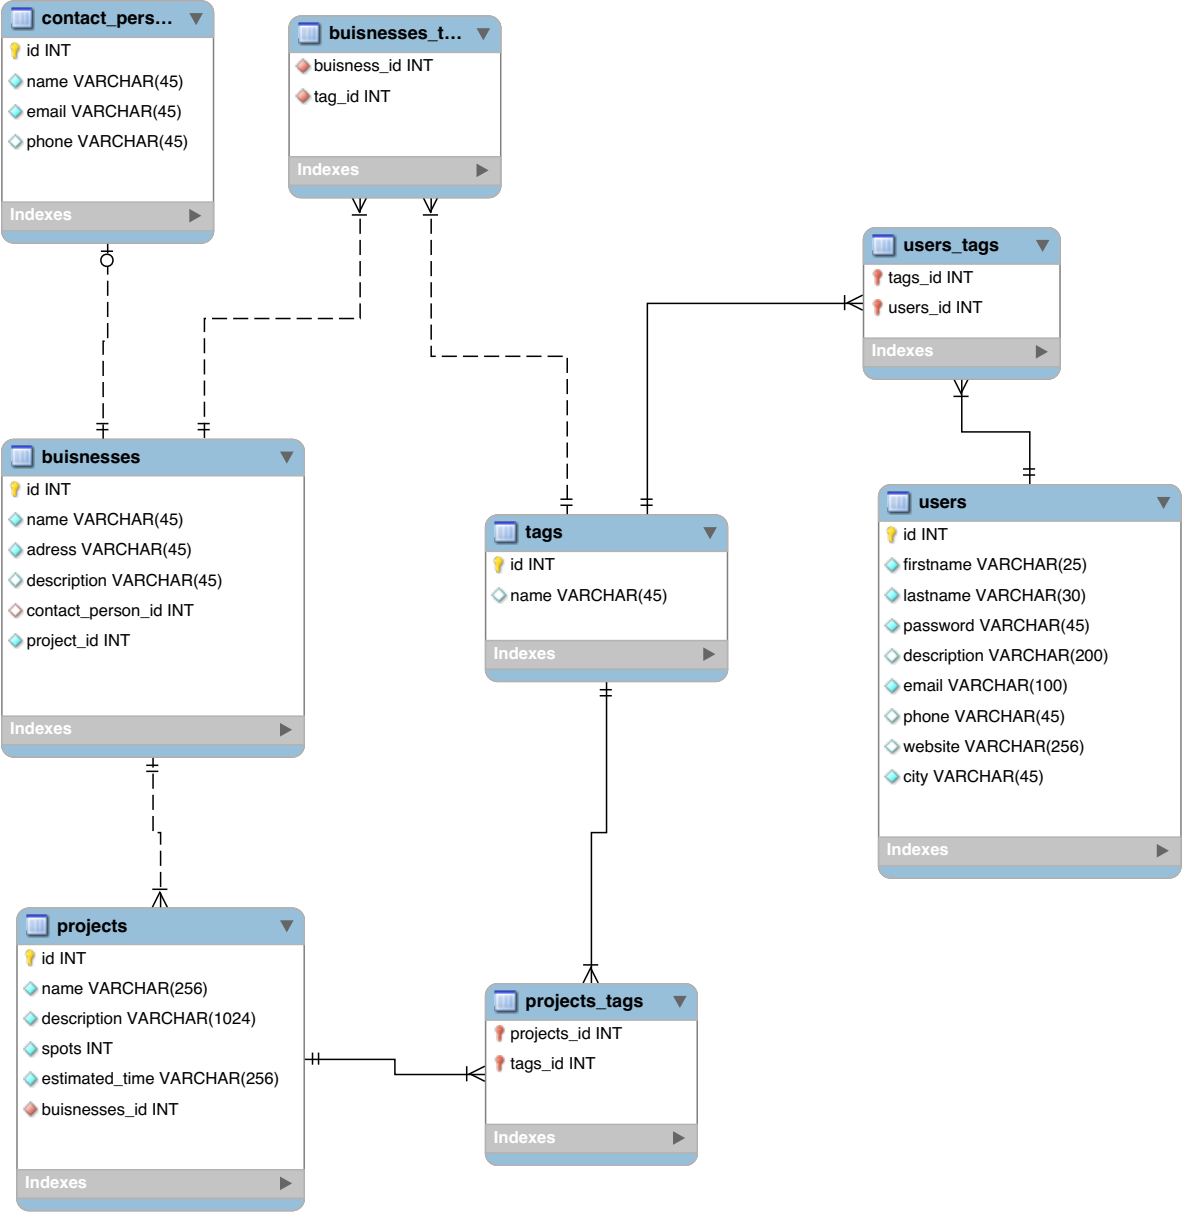 contact_pers...
id INT
name VARCHAR(45)
email VARCHAR(45)
phone VARCHAR(45)
Indexes
buisnesses_t...
buisness_id INT
tag_id INT
Indexes
users_tags
tags_id INT
users_id INT
Indexes
buisnesses
id INT
name VARCHAR(45)
adress VARCHAR(45)
description VARCHAR(45)
contact_person_id INT
project_id INT
Indexes
tags
id INT
name VARCHAR(45)
Indexes
users
id INT
firstname VARCHAR(25)
lastname VARCHAR(30)
password VARCHAR(45)
description VARCHAR(200)
email VARCHAR(100)
phone VARCHAR(45)
website VARCHAR(256)
city VARCHAR(45)
Indexes
projects
id INT
name VARCHAR(256)
description VARCHAR(1024)
spots INT
estimated_time VARCHAR(256)
buisnesses_id INT
Indexes
projects_tags
projects_id INT
tags_id INT
Indexes